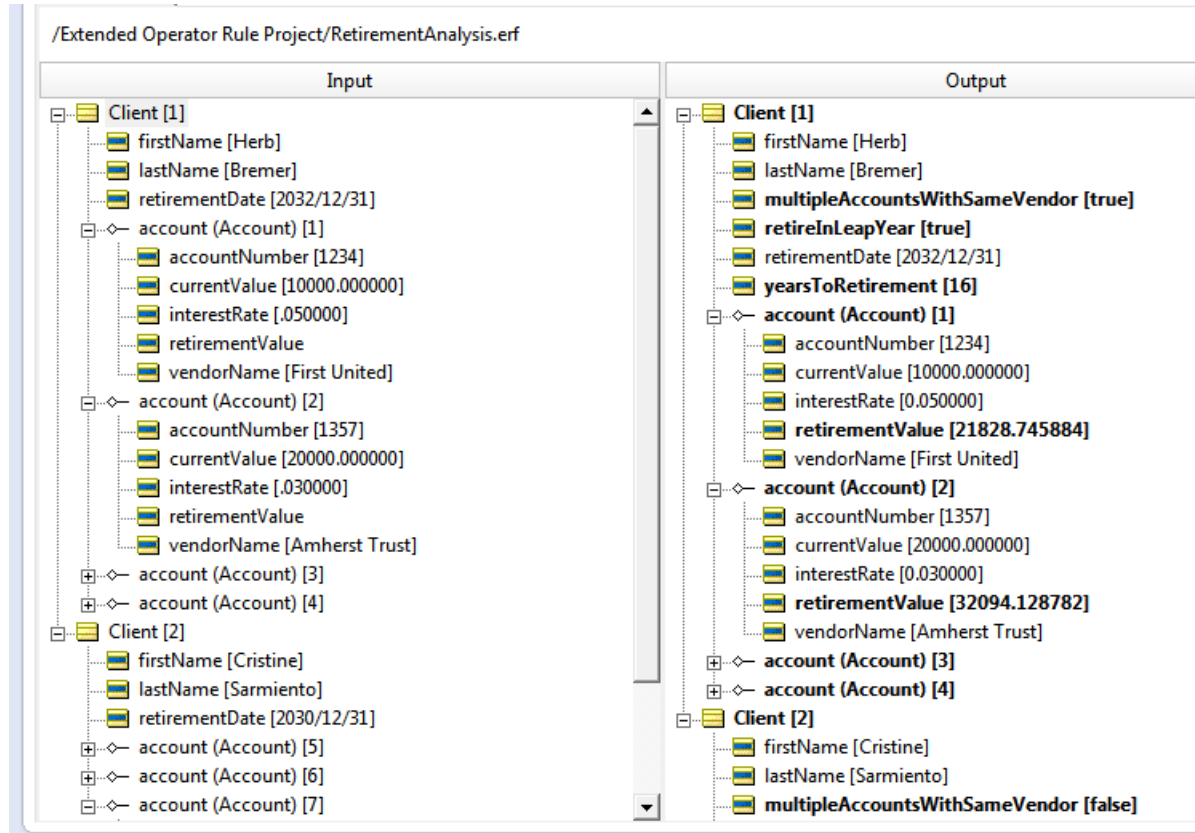 /Extended Operator Rule Project/RetirementAnalysis.erf
Input
Client [1]
firstName [Herb]
lastName [Bremer]
retirementDate [2032/12/31]
account (Account) [1]
accountNumber [1234]
currentValue [10000.000000]
interestRate [.050000]
retirementValue
vendorName [First United]
account (Account) [2]
accountNumber [1357]
currentValue [20000.000000]
interestRate [.030000]
retirementValue
vendorName [Amherst Trust]
account (Account) [3]
account (Account) [4]
Client [2]
firstName [Cristine]
lastName [Sarmiento]
retirementDate [2030/12/31]
account (Account) [5]
account (Account) [6]
account (Account) [7]
Output
Client [1]
firstName [Herb]
lastName [Bremer]
multipleAccountsWithSameVendor [true]
retireInLeapYear [true]
retirementDate [2032/12/31]
yearsToRetirement [16]
account (Account) [1]
accountNumber [1234]
currentValue [10000.000000]
interestRate [0.050000]
retirementValue [21828.745884]
vendorName [First United]
account (Account) [2]
accountNumber [1357]
currentValue [20000.000000]
interestRate [0.030000]
retirementValue [32094.128782]
vendorName [Amherst Trust]
account (Account) [3]
account (Account) [4]
Client [2]
firstName [Cristine]
lastName [Sarmiento]
multipleAccountsWithSameVendor [false]